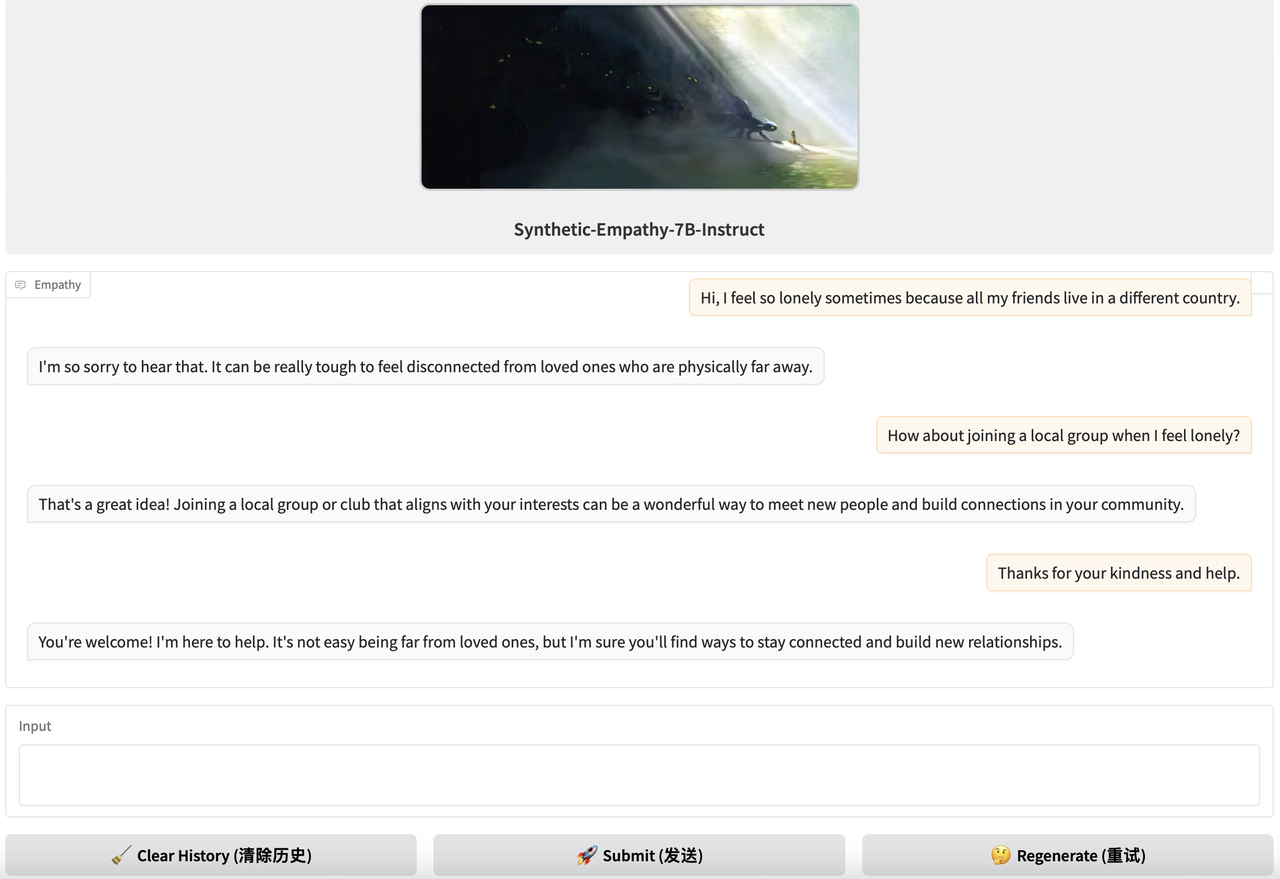 Synthetic-Empathy-7B-Instruct
Empathy
Hi, I feel so lonely sometimes because all my friends live in a different country.
I'm so sorry to hear that. It can be really tough to feel disconnected from loved ones who are physically far away.
How about joining a local group when I feel lonely?
That's a great idea! Joining a local group or club that aligns with your interests can be a wonderful way to meet new people and build connections in your community.
Thanks for your kindness and help.
You're welcome! I'm here to help. It's not easy being far from loved ones, but I'm sure you'll find ways to stay connected and build new relationships.
Input
🧹 Clear History (清除历史)
🚀 Submit (发送)
🤔 Regenerate (重试)